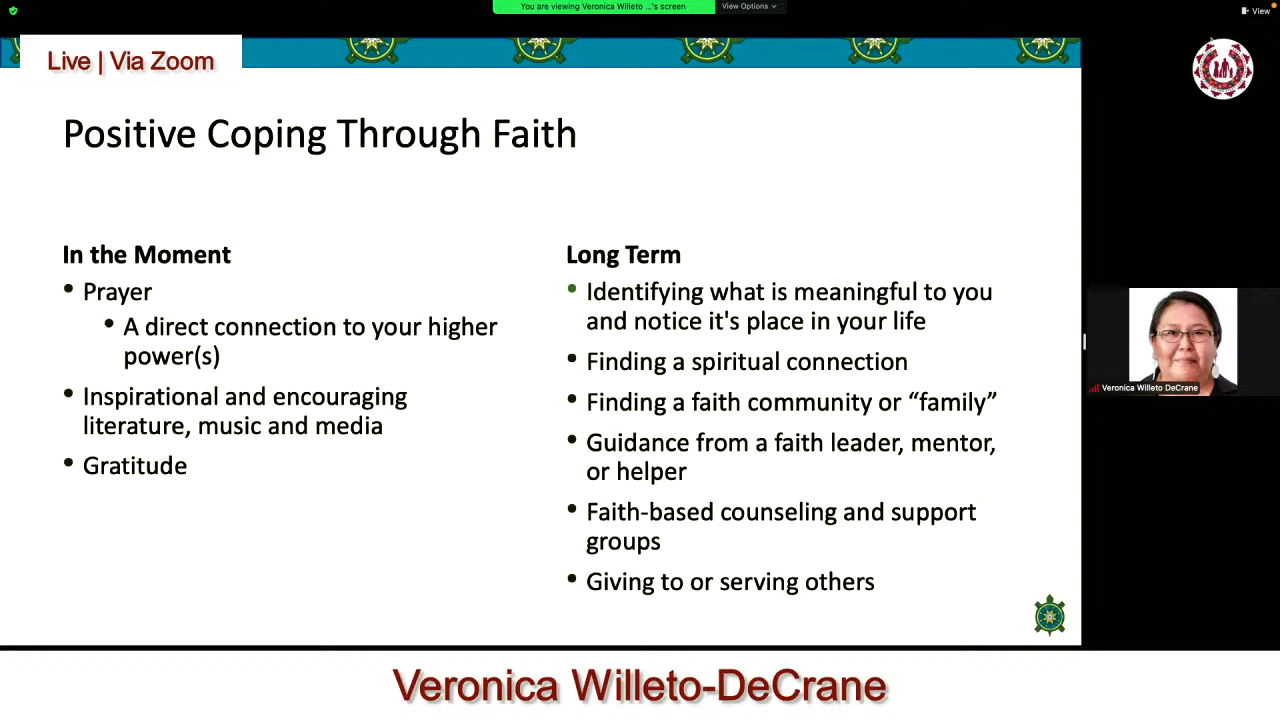 You are viewing Veronica Willeto ...'s screen
View Options
View
Live | Via Zoom
Positive Coping Through Faith
In the Moment
• Prayer
• A direct connection to your higher
power(s)
• Inspirational and encouraging
literature, music and media
• Gratitude
Long Term
• Identifying what is meaningful to you
and notice it's place in your life
• Finding a spiritual connection
• Finding a faith community or “family”
• Guidance from a faith leader, mentor,
or helper
• Faith-based counseling and support
groups
• Giving to or serving others
Veronica Willeto DeCrane
Veronica Willeto-DeCrane